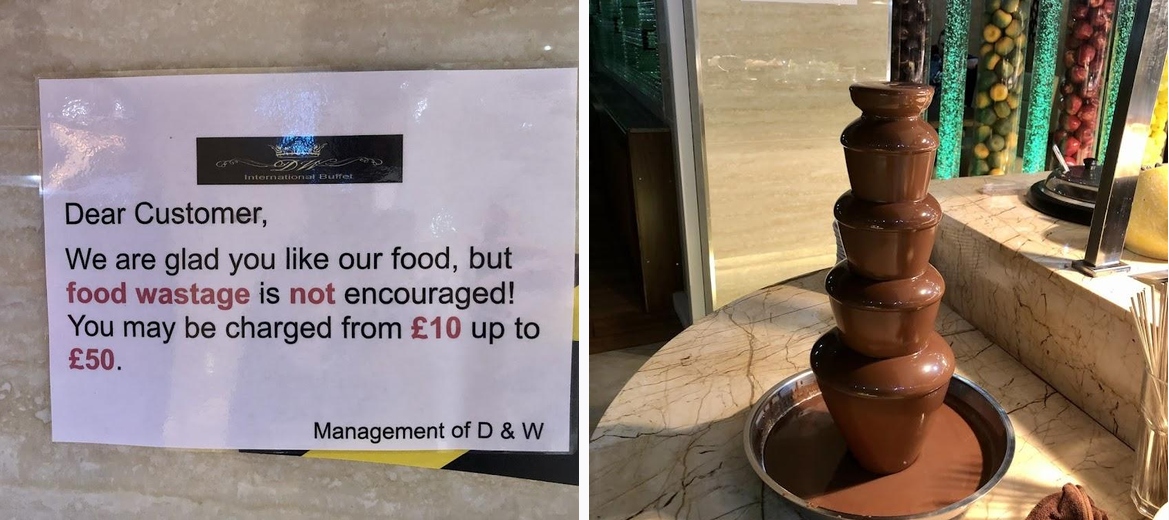 DW
International Buffet
Dear Customer,
We are glad you like our food, but
food wastage is not encouraged!
You may be charged from £10 up to
£50.
Management of D & W